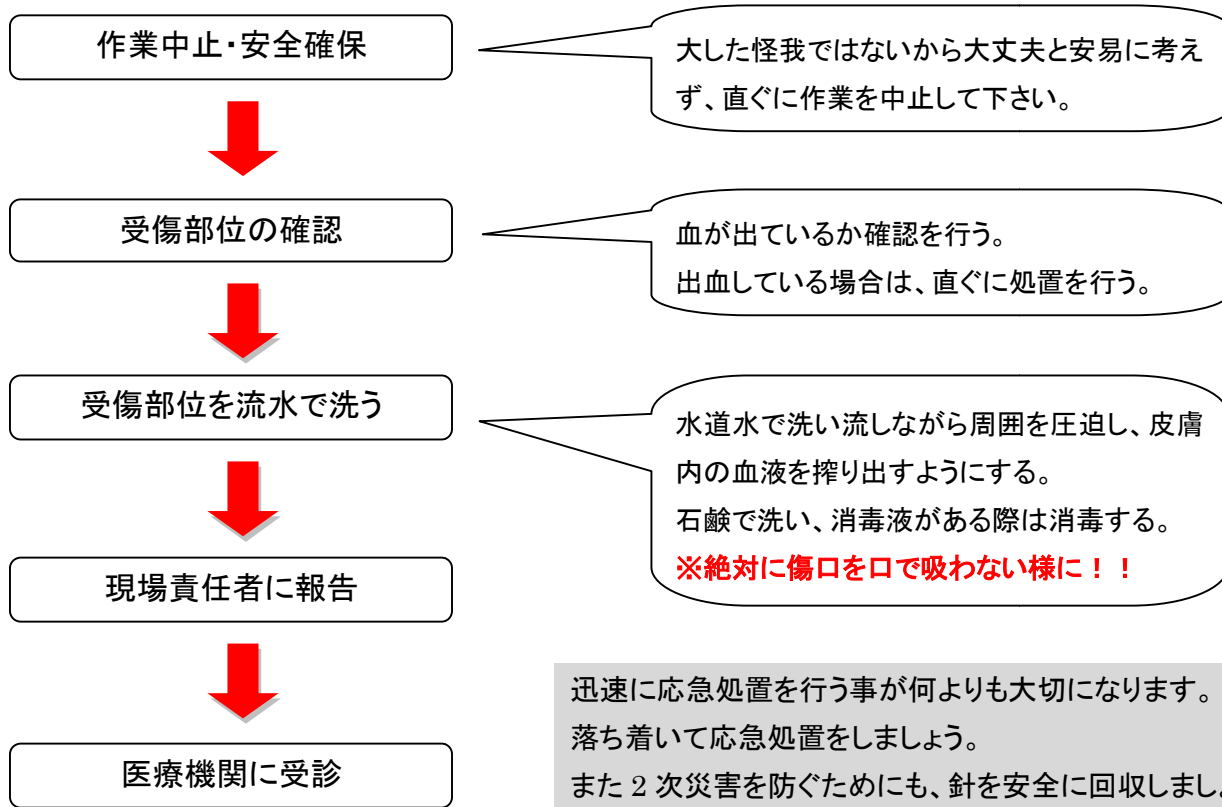 作業中止・安全確保
大した怪我ではないから大丈夫と安易に考え
ず、直ぐに作業を中止して下さい。
受傷部位の確認
血が出ているか確認を行う。
出血している場合は、直ぐに処置を行う。
受傷部位を流水で洗う
水道水で洗い流しながら周囲を圧迫し、皮膚
内の血液を搾り出すようにする。
石鹸で洗い、消毒液がある際は消毒する。
※絶対に傷口を口で吸わない様に！！
現場責任者に報告
医療機関に受診
迅速に応急処置を行う事が何よりも大切になります。
落ち着いて応急処置をしましょう。
また 2 次災害を防ぐためにも、針を安全に回収しまし